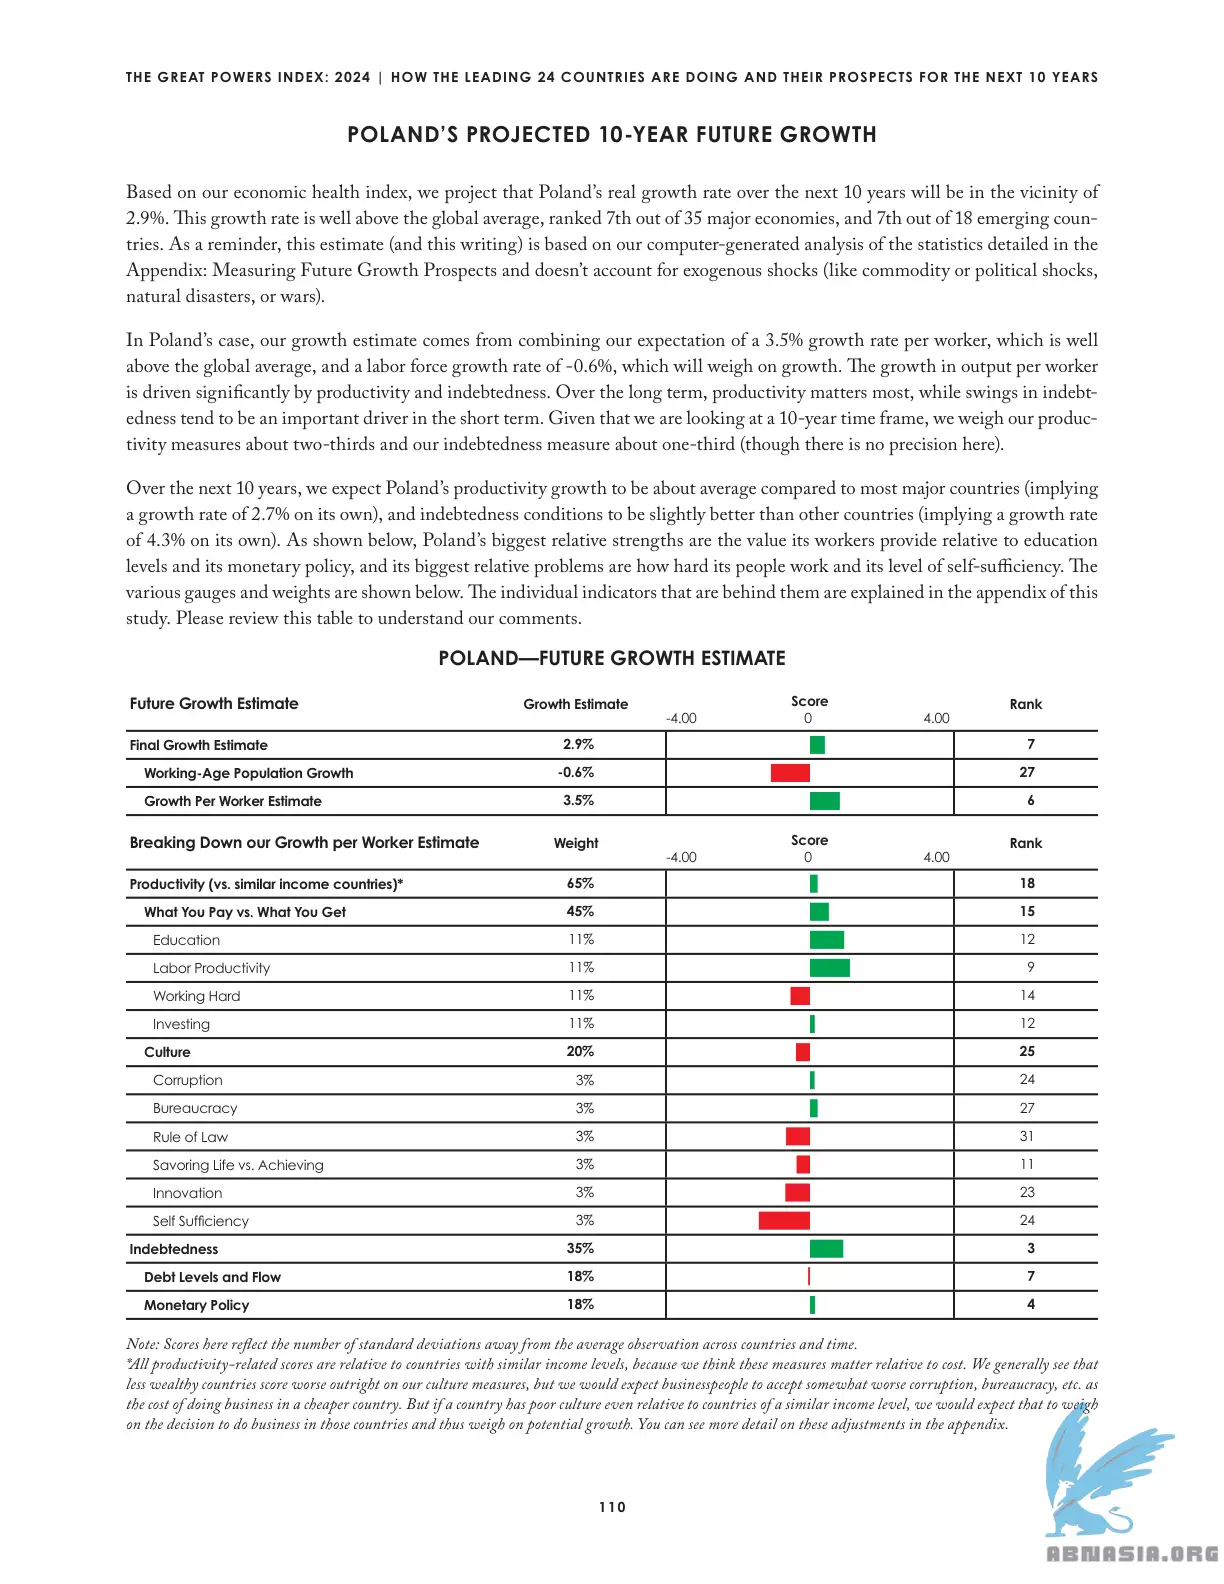 THE GREAT POWERS INDEX: 2024 | HOW THE LEADING 24 COUNTRIES ARE DOING AND THEIR PROSPECTS FOR THE NEXT 10 YEARS
POLAND’S PROJECTED 10-YEAR FUTURE GROWTH
Based on our economic health index, we project that Poland’s real growth rate over the next 10 years will be in the vicinity of
2.9%. This growth rate is well above the global average, ranked 7th out of 35 major economies, and 7th out of 18 emerging coun-
tries. As a reminder, this estimate (and this writing) is based on our computer-generated analysis of the statistics detailed in the
Appendix: Measuring Future Growth Prospects and doesn’t account for exogenous shocks (like commodity or political shocks,
natural disasters, or wars).
In Poland’s case, our growth estimate comes from combining our expectation of a 3.5% growth rate per worker, which is well
above the global average, and a labor force growth rate of -0.6%, which will weigh on growth. The growth in output per worker
is driven significantly by productivity and indebtedness. Over the long term, productivity matters most, while swings in indebt-
edness tend to be an important driver in the short term. Given that we are looking at a 10-year time frame, we weigh our produc-
tivity measures about two-thirds and our indebtedness measure about one-third (though there is no precision here).
Over the next 10 years, we expect Poland’s productivity growth to be about average compared to most major countries (implying
a growth rate of 2.7% on its own), and indebtedness conditions to be slightly better than other countries (implying a growth rate
of 4.3% on its own). As shown below, Poland’s biggest relative strengths are the value its workers provide relative to education
levels and its monetary policy, and its biggest relative problems are how hard its people work and its level of self-sufficiency. The
various gauges and weights are shown below. The individual indicators that are behind them are explained in the appendix of this
study. Please review this table to understand our comments.
POLAND—FUTURE GROWTH ESTIMATE
Future Growth Estimate Growth Estimate Score Rank
-4.00 0 4.00
Final Growth Estimate 2.9% 7
Working-Age Population Growth -0.6% 27
Growth Per Worker Estimate 3.5% 6
Breaking Down our Growth per Worker Estimate Weight Score Rank
-4.00 0 4.00
Productivity (vs. similar income countries)* 65% 18
What You Pay vs. What You Get 45% 15
Education 11% 12
Labor Productivity 11% 9
Working Hard 11% 14
Investing 11% 12
Culture 20% 25
Corruption 3% 24
Bureaucracy 3% 27
Rule of Law 3% 31
Savoring Life vs. Achieving 3% 11
Innovation 3% 23
Self Sufficiency 3% 24
Indebtedness 35% 3
Debt Levels and Flow 18% 7
Monetary Policy 18% 4
Note: Scores here reflect the number of standard deviations away from the average observation across countries and time.
*All productivity-related scores are relative to countries with similar income levels, because we think these measures matter relative to cost. We generally see that
less wealthy countries score worse outright on our culture measures, but we would expect businesspeople to accept somewhat worse corruption, bureaucracy, etc. as
the cost of doing business in a cheaper country. But if a country has poor culture even relative to countries of a similar income level, we would expect that to weigh
on the decision to do business in those countries and thus weigh on potential growth. You can see more detail on these adjustments in the appendix.
110
ABNASIA.ORG